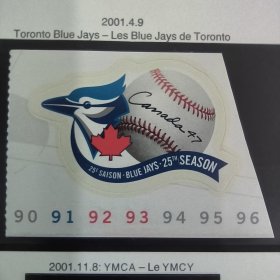 2001.4.9
Toronto Blue Jays – Les Blue Jays de Toronto
Canada 47
25e SAISON • BLUE JAYS • 25TH SEASON
90 91 92 93 94 95 96
2001.11.8: YMCA – Le YMCY